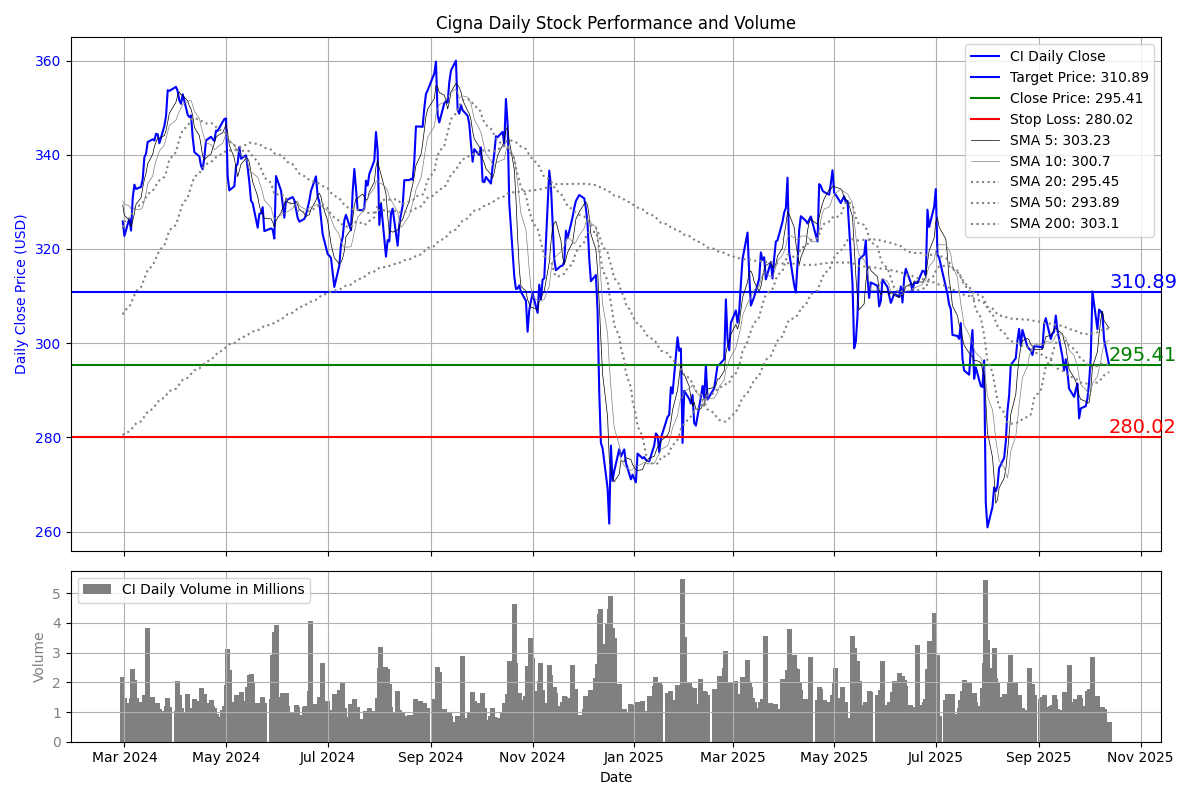 Cigna Daily Stock Performance and Volume
Daily Close Price (USD)
360
340
320
300
280
260
CI Daily Close
Target Price: 310.89
Close Price: 295.41
Stop Loss: 280.02
SMA 5: 303.23
SMA 10: 300.7
SMA 20: 295.45
SMA 50: 293.89
SMA 200: 303.1
310.89
295.41
280.02
Volume
5
4
3
2
1
0
CI Daily Volume in Millions
Mar 2024 May 2024 Jul 2024 Sep 2024 Nov 2024 Jan 2025 Mar 2025 May 2025 Jul 2025 Sep 2025 Nov 2025
Date